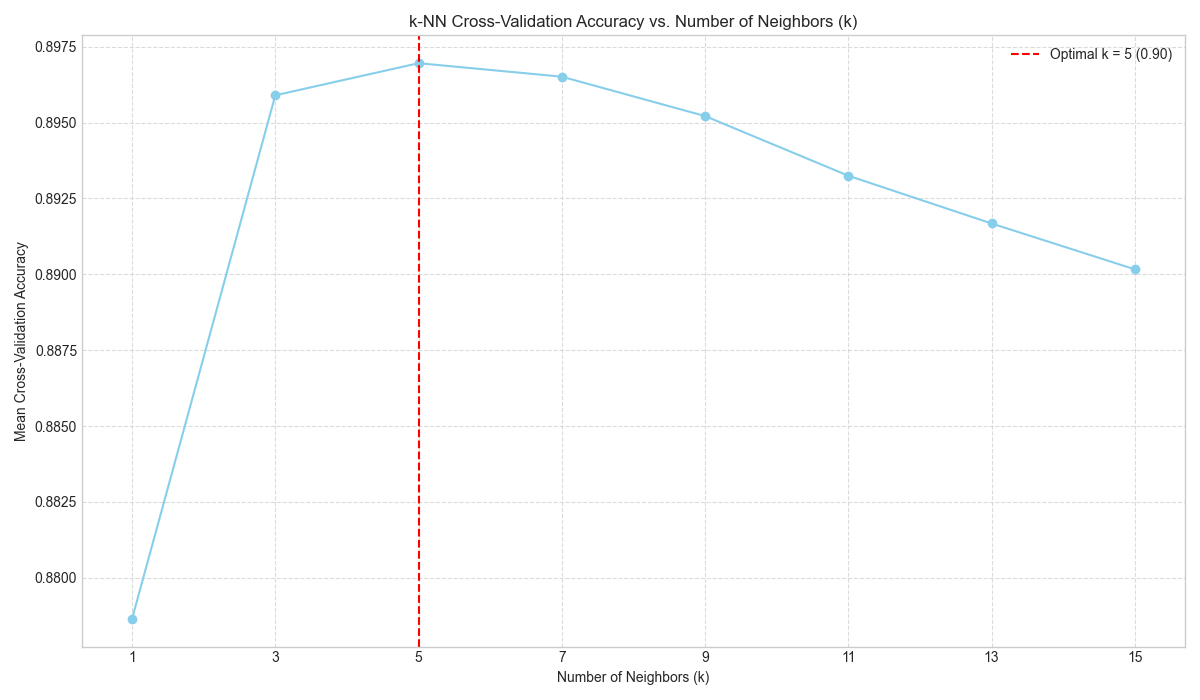 k-NN Cross-Validation Accuracy vs. Number of Neighbors (k)
Optimal k = 5 (0.90)
Mean Cross-Validation Accuracy
0.8975
0.8950
0.8925
0.8900
0.8875
0.8850
0.8825
0.8800
1 3 5 7 9 11 13 15
Number of Neighbors (k)